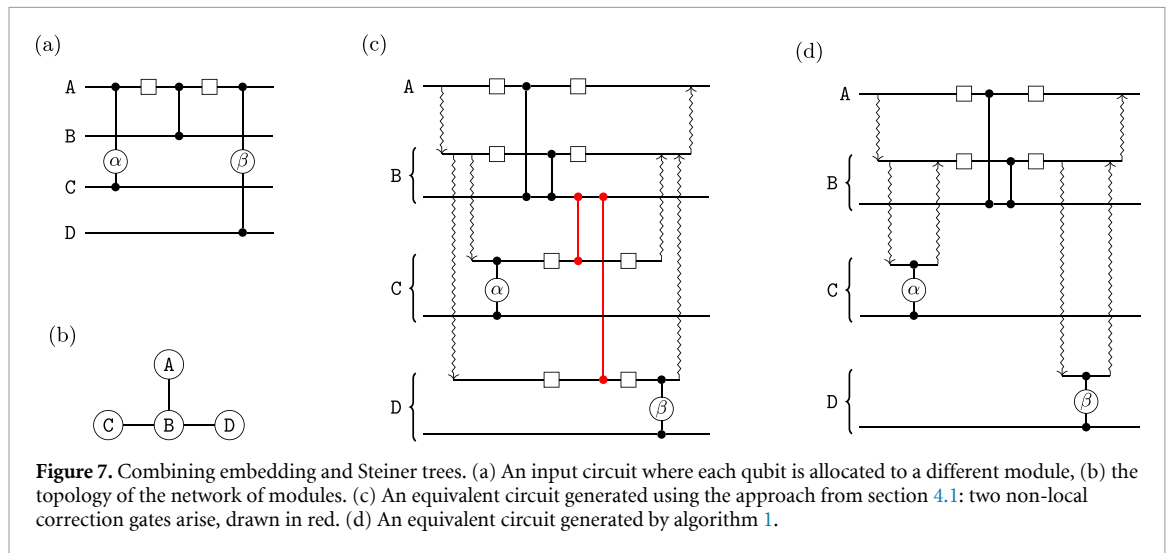 (a)
A
B
α
β
C
D
(b)
A
C B D
(c)
A
B
C
α
D
β
(d)
A
B
C
α
D
β
Figure 7. Combining embedding and Steiner trees. (a) An input circuit where each qubit is allocated to a different module, (b) the
topology of the network of modules. (c) An equivalent circuit generated using the approach from section 4.1: two non-local
correction gates arise, drawn in red. (d) An equivalent circuit generated by algorithm 1.